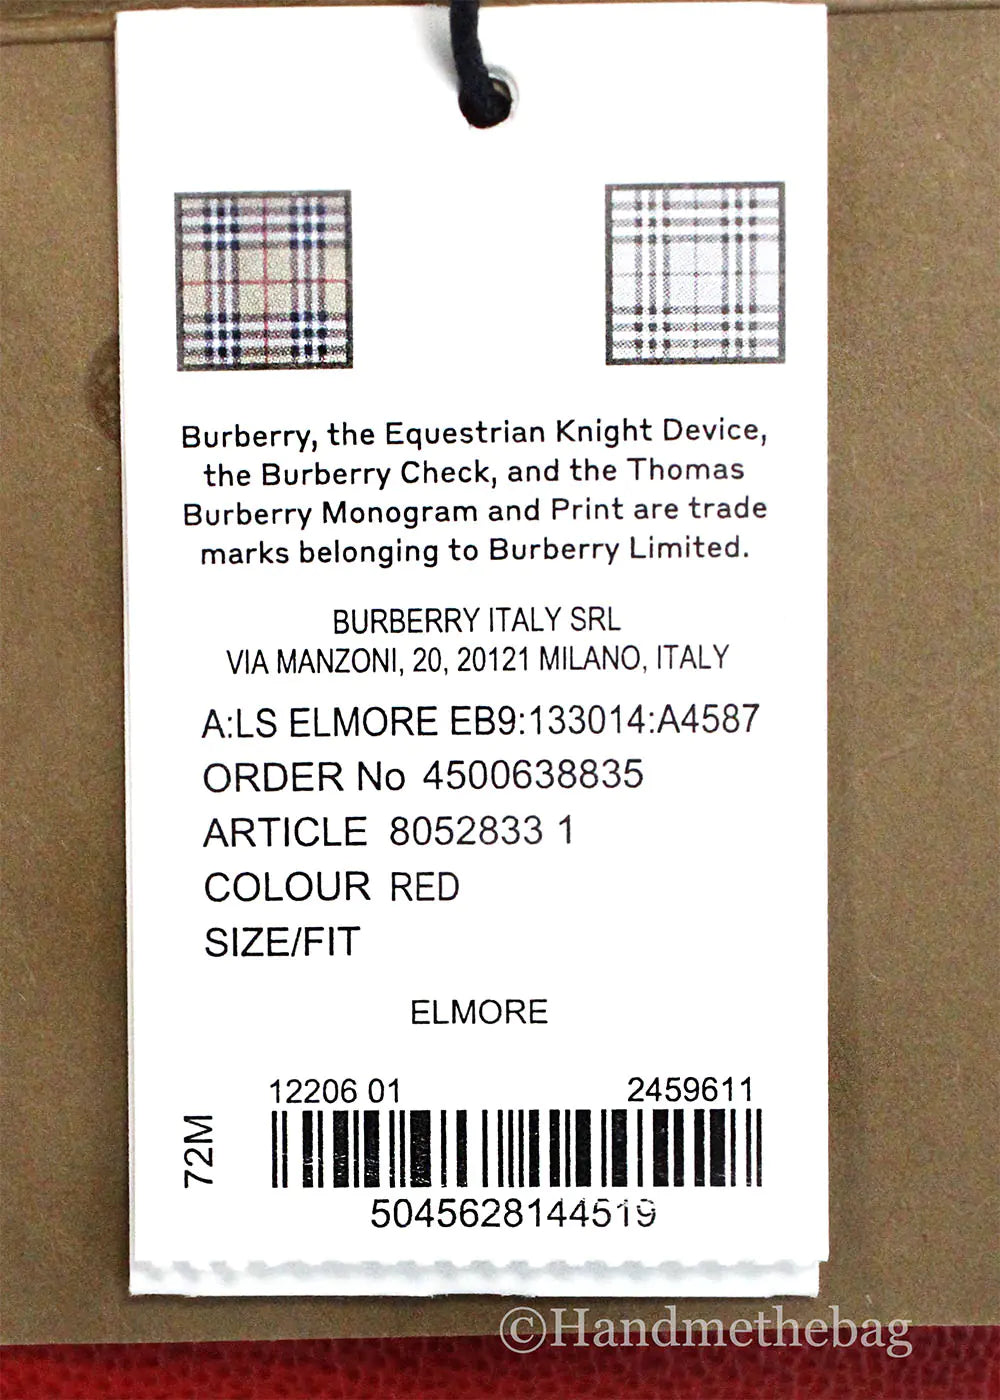 Burberry, the Equestrian Knight Device,
the Burberry Check, and the Thomas
Burberry Monogram and Print are trade
marks belonging to Burberry Limited.
BURBERRY ITALY SRL
VIA MANZONI, 20, 20121 MILANO, ITALY
A:LS ELMORE EB9:133014:A4587
ORDER No 4500638835
ARTICLE 8052833 1
COLOUR RED
SIZE/FIT
ELMORE
12206 01 2459611
72M
5045628144519
©Handmethebag